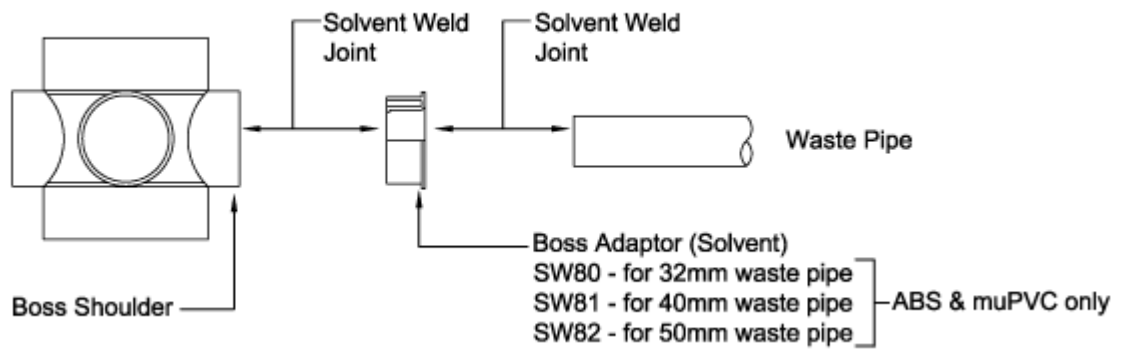 Solvent Weld
Joint
Solvent Weld
Joint
Waste Pipe
Boss Adaptor (Solvent)
SW80 - for 32mm waste pipe
SW81 - for 40mm waste pipe
SW82 - for 50mm waste pipe
ABS & muPVC only
Boss Shoulder